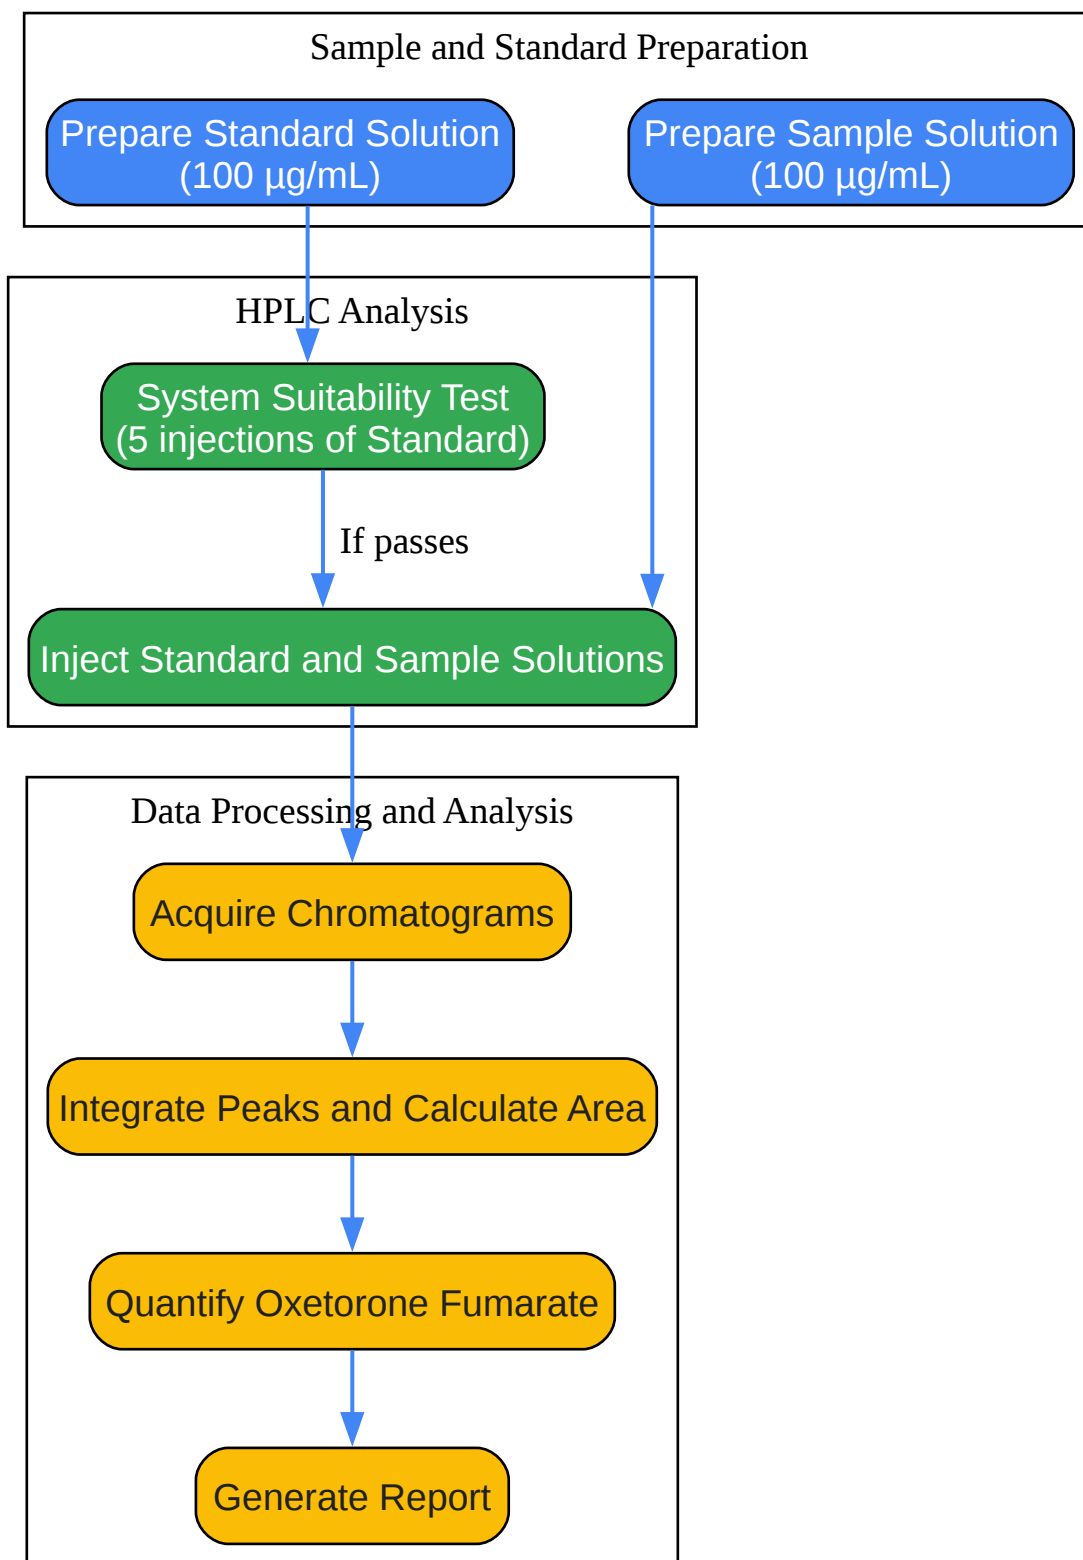 Sample and Standard Preparation
Prepare Standard Solution
(100 µg/mL)
Prepare Sample Solution
(100 µg/mL)
HPLC Analysis
System Suitability Test
(5 injections of Standard)
If passes
Inject Standard and Sample Solutions
Data Processing and Analysis
Acquire Chromatograms
Integrate Peaks and Calculate Area
Quantify Oxetorone Fumarate
Generate Report